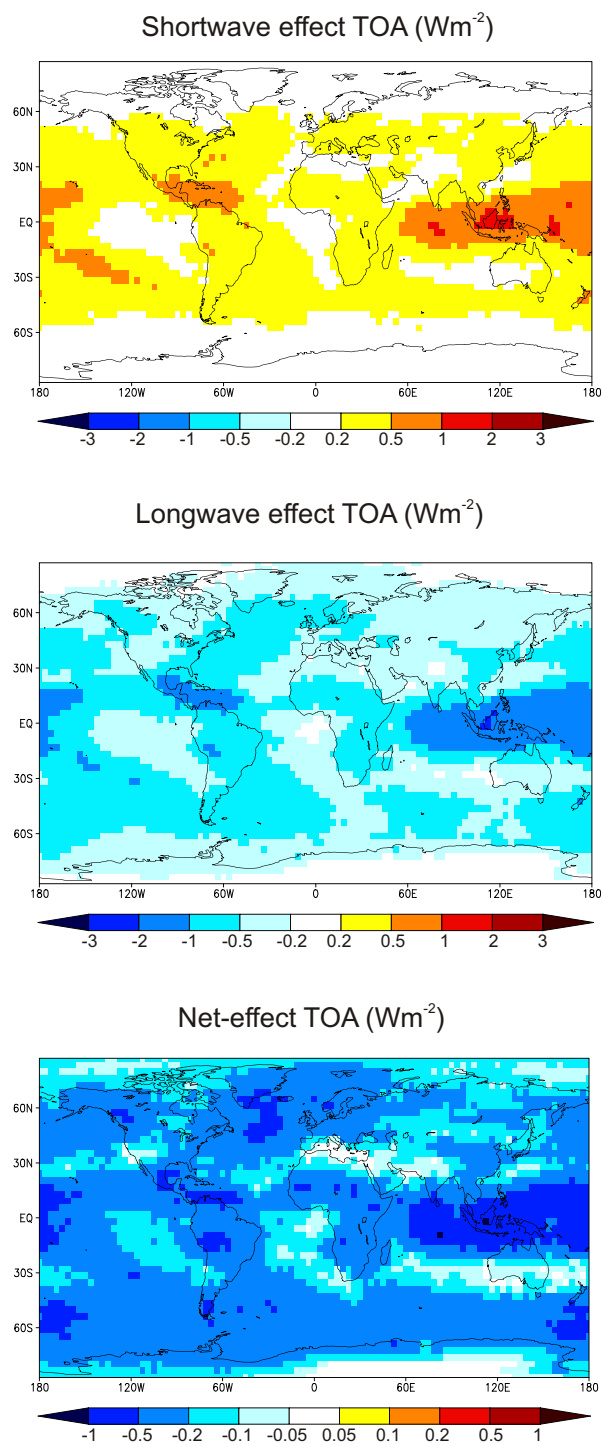 Shortwave effect TOA (Wm-2)
60N
30N
EQ
30S
60S
180 120W 60W 0 60E 120E 180
-3 -2 -1 -0.5 -0.2 0.2 0.5 1 2 3
Longwave effect TOA (Wm-2)
60N
30N
EQ
30S
60S
180 120W 60W 0 60E 120E 180
-3 -2 -1 -0.5 -0.2 0.2 0.5 1 2 3
Net-effect TOA (Wm-2)
60N
30N
EQ
30S
60S
180 120W 60W 0 60E 120E 180
-1 -0.5 -0.2 -0.1 -0.05 0.05 0.1 0.2 0.5 1